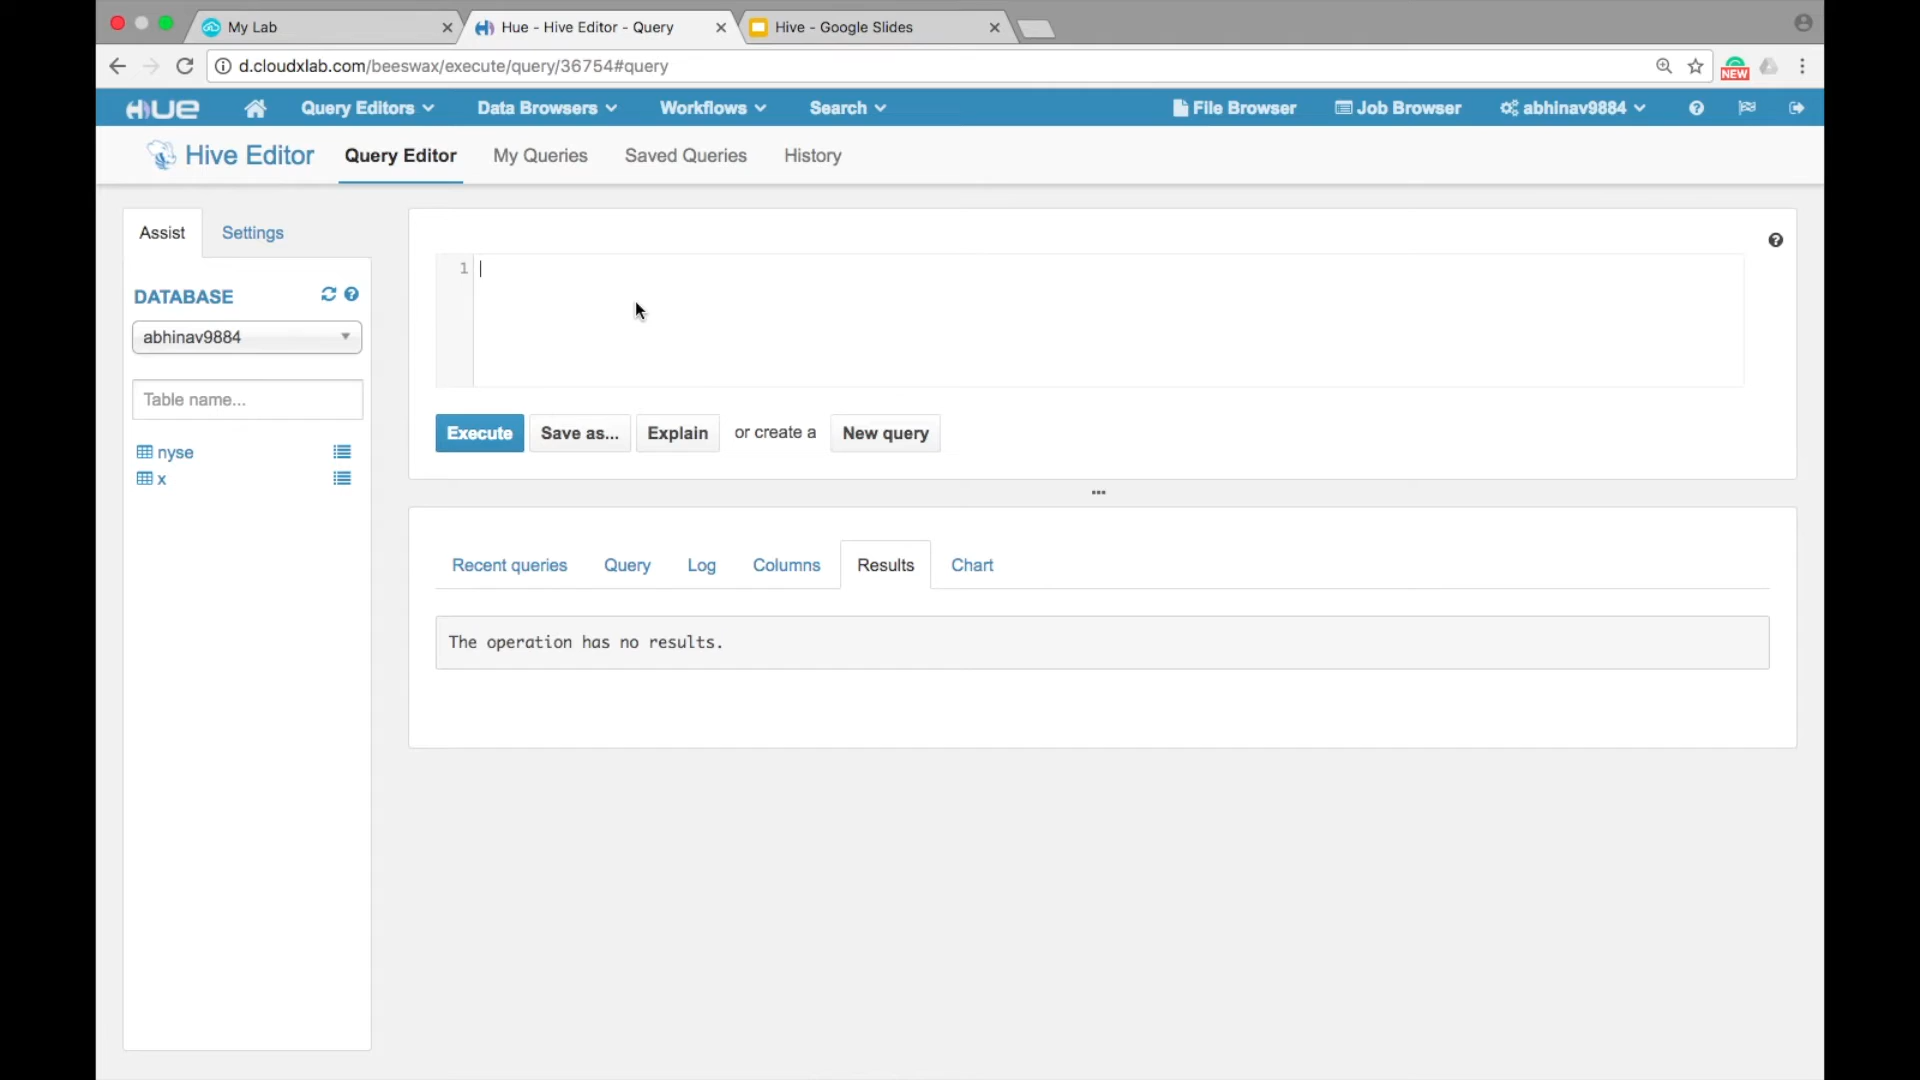 My Lab
Hue - Hive Editor - Query
Hive - Google Slides
d.cloudxlab.com/beeswax/execute/query/36754#query
NEW
HUE
Query Editors
Data Browsers
Workflows
Search
File Browser
Job Browser
abhinav9884
Hive Editor
Query Editor
My Queries
Saved Queries
History
Assist
Settings
DATABASE
abhinav9884
Table name...
nyse
x
1
Execute
Save as...
Explain
or create a
New query
Recent queries
Query
Log
Columns
Results
Chart
The operation has no results.